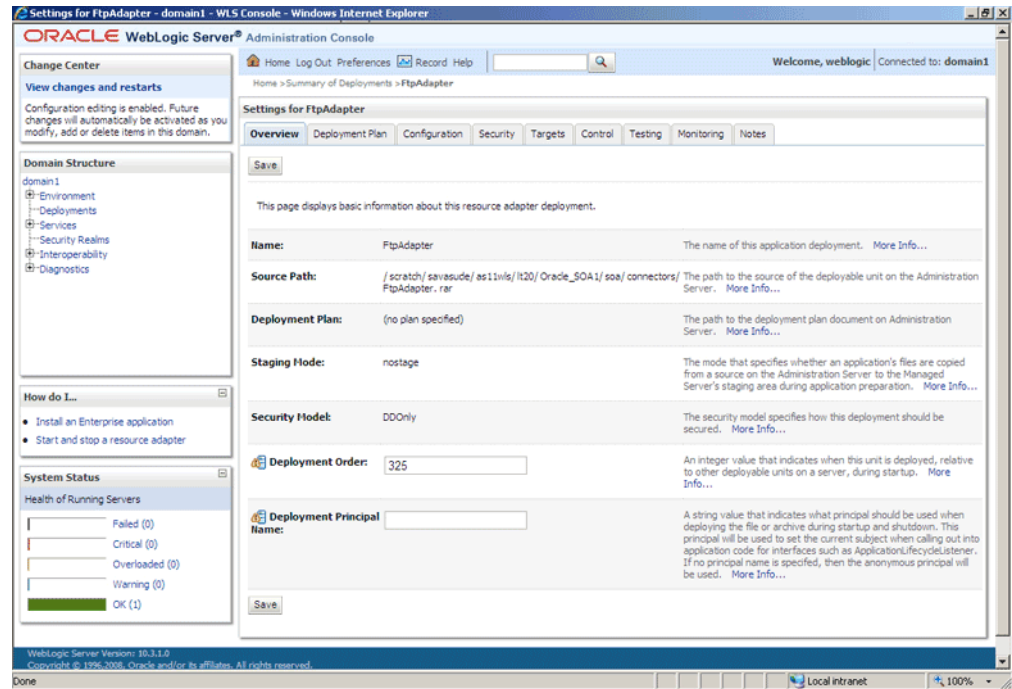 Settings for FtpAdapter - domain1 - WLS Console - Windows Internet Explorer
ORACLE WebLogic Server® Administration Console
Change Center
View changes and restarts
Configuration editing is enabled. Future
changes will automatically be activated as you
modify, add or delete items in this domain.
Domain Structure
domain1
Environment
Deployments
Services
Security Realms
Interoperability
Diagnostics
How do I...
Install an Enterprise application
Start and stop a resource adapter
System Status
Health of Running Servers
Failed (0)
Critical (0)
Overloaded (0)
Warning (0)
OK (1)
Home Log Out Preferences Record Help
Welcome, weblogic Connected to: domain1
Home >Summary of Deployments >FtpAdapter
Settings for FtpAdapter
Overview Deployment Plan Configuration Security Targets Control Testing Monitoring Notes
Save
This page displays basic information about this resource adapter deployment.
Name: FtpAdapter The name of this application deployment. More Info...
Source Path: /scratch/savasude/as11wls/lt20/Oracle_SOA1/soa/connectors/ The path to the source of the deployable unit on the Administration
FtpAdapter.rar Server. More Info...
Deployment Plan: (no plan specified) The path to the deployment plan document on Administration
Server. More Info...
Staging Mode: nostage The mode that specifies whether an application's files are copied
from a source on the Administration Server to the Managed
Server's staging area during application preparation. More Info...
Security Model: DDOnly The security model specifies how this deployment should be
secured. More Info...
Deployment Order: 325 An integer value that indicates when this unit is deployed, relative
to other deployable units on a server, during startup. More
Info...
Deployment Principal A string value that indicates what principal should be used when
Name: deploying the file or archive during startup and shutdown. This
principal will be used to set the current subject when calling out into
application code for interfaces such as ApplicationLifecycleListener.
If no principal name is specifed, then the anonymous principal will
be used. More Info...
Save
WebLogic Server Version: 10.3.1.0
Copyright © 1996,2008, Oracle and/or its affiliates. All rights reserved.
Done Local intranet 100%